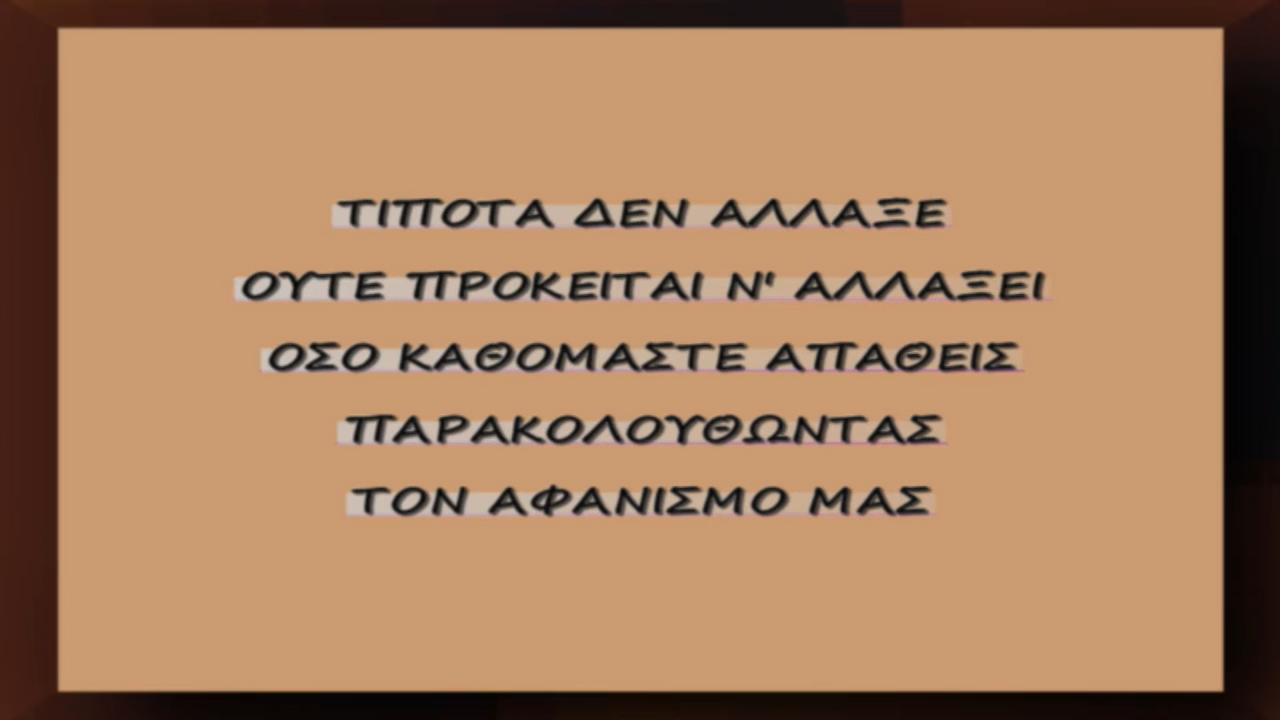 ΤΙΠΟΤΑ ΔΕΝ ΑΛΛΑΞΕ
ΟΥΤΕ ΠΡΟΚΕΙΤΑΙ Ν' ΑΛΛΑΞΕΙ
ΟΣΟ ΚΑΘΟΜΑΣΤΕ ΑΠΑΘΕΙΣ
ΠΑΡΑΚΟΛΟΥΘΩΝΤΑΣ
ΤΟΝ ΑΦΑΝΙΣΜΟ ΜΑΣ